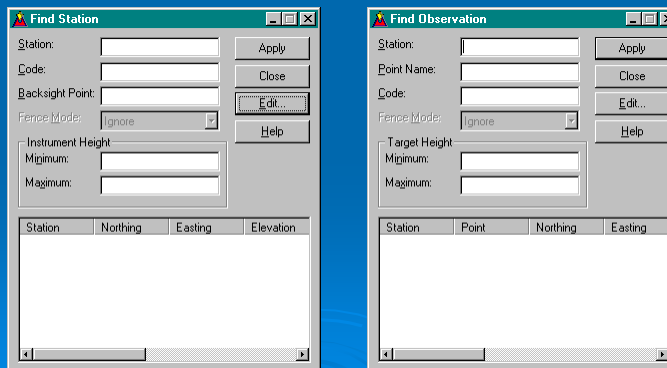 Find Station
Station:
Code:
Backsight Point:
Fence Mode: Ignore
Instrument Height
Minimum:
Maximum:
Apply
Close
Edit...
Help
Station Northing Easting Elevation
Find Observation
Station:
Point Name:
Code:
Fence Mode: Ignore
Target Height
Minimum:
Maximum:
Apply
Close
Edit...
Help
Station Point Northing Easting